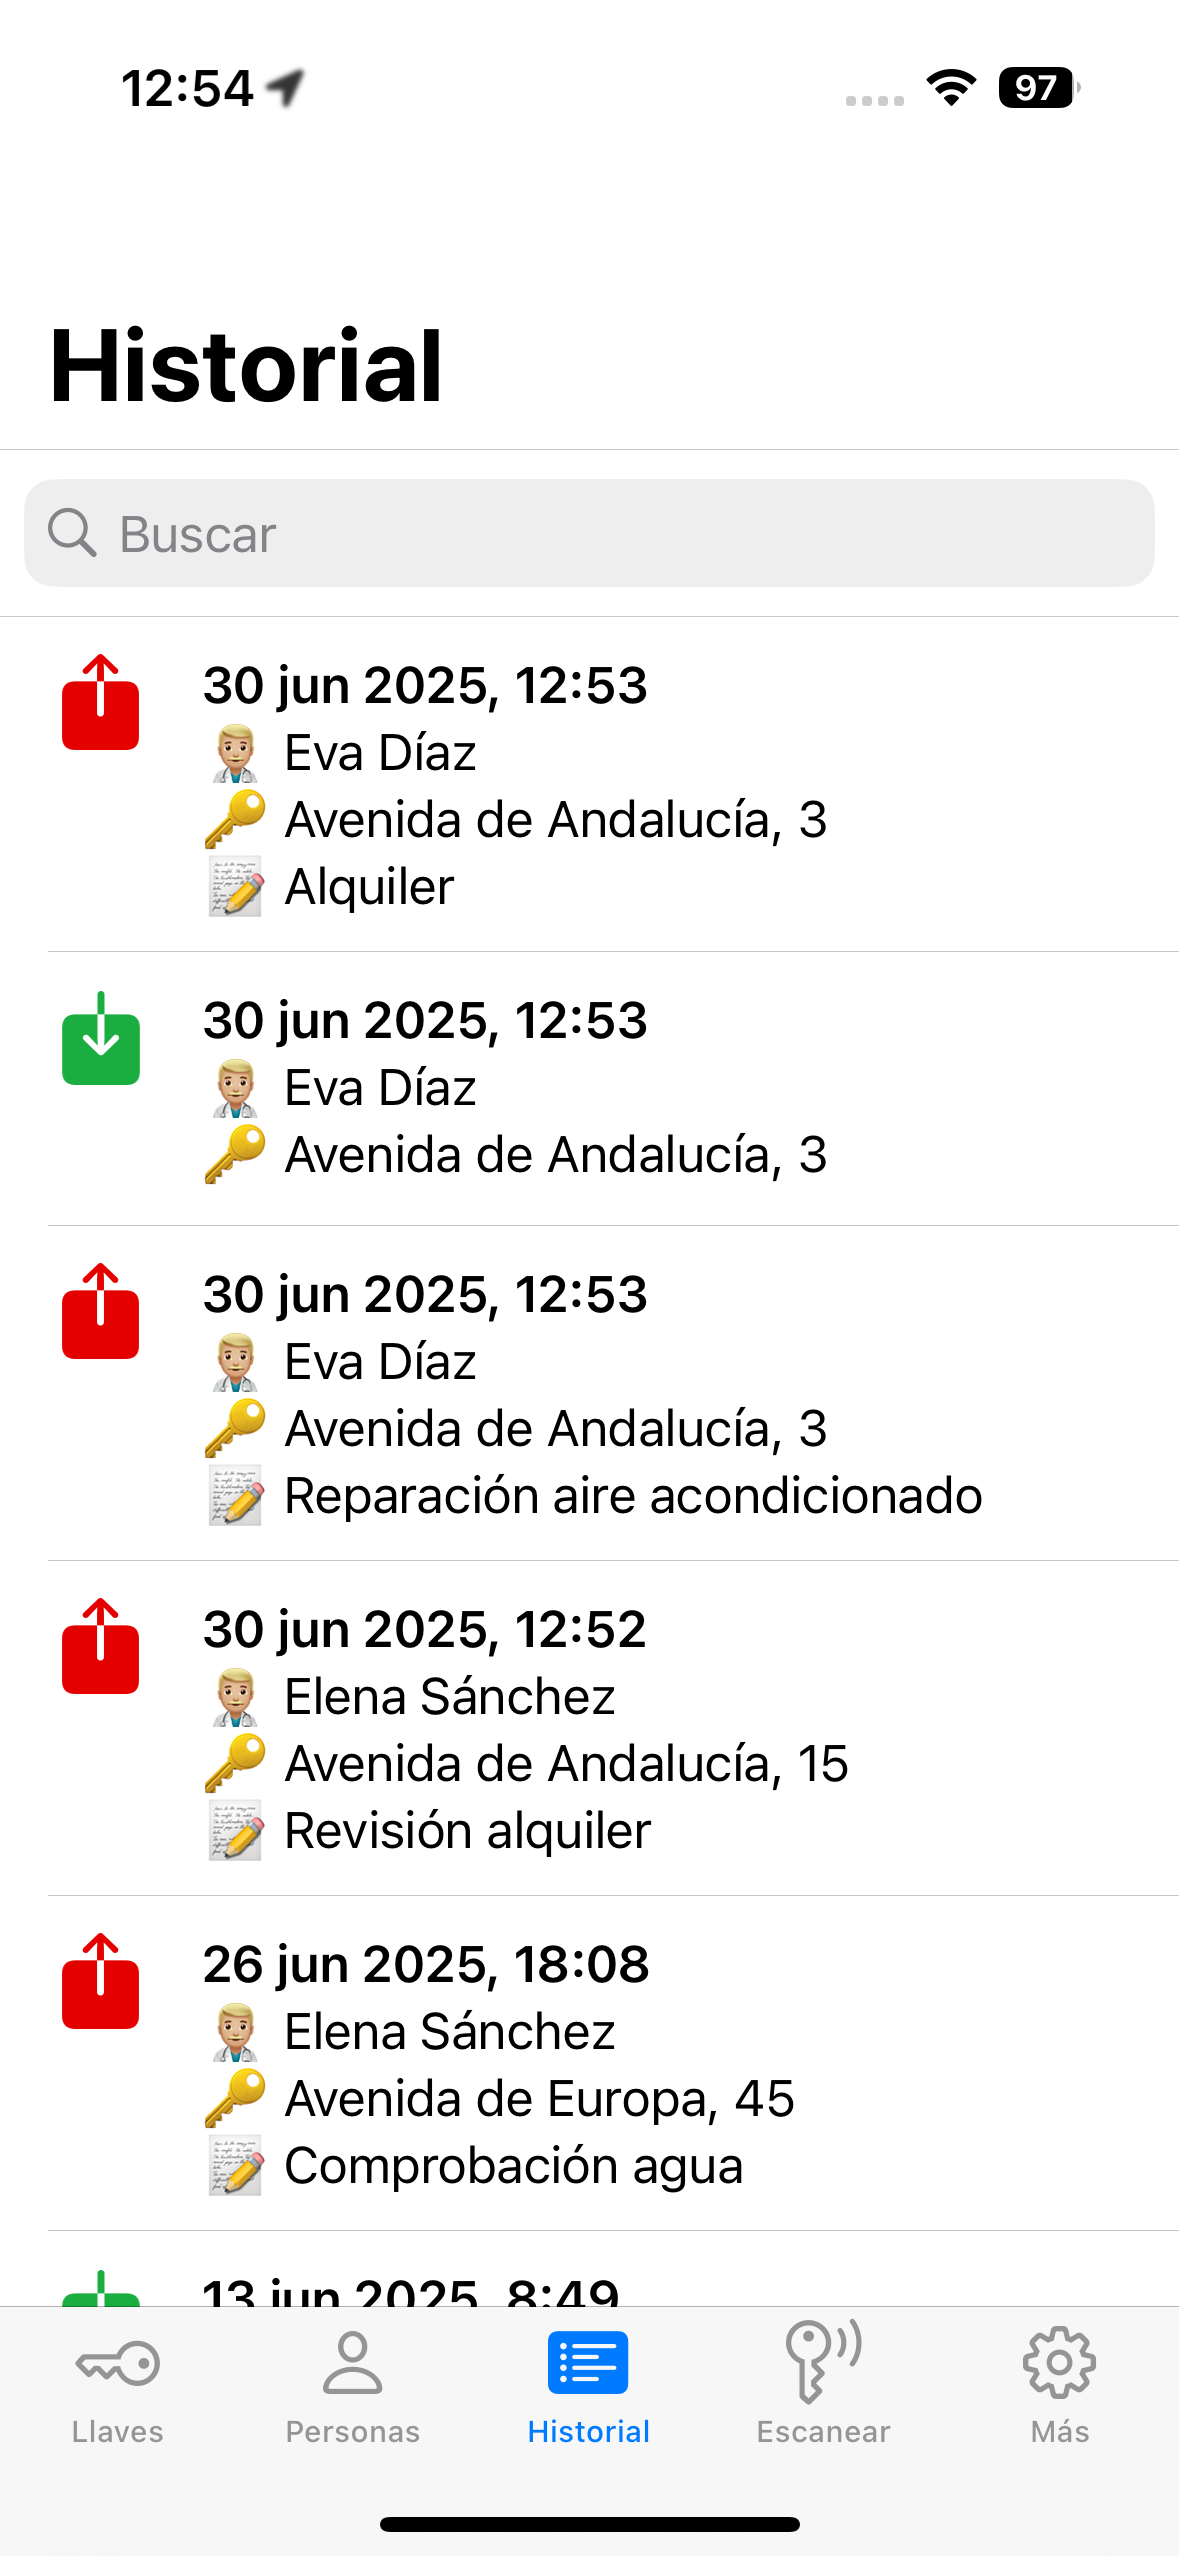 12:54
97
Historial
Buscar
30 jun 2025, 12:53
Eva Díaz
Avenida de Andalucía, 3
Alquiler
30 jun 2025, 12:53
Eva Díaz
Avenida de Andalucía, 3
30 jun 2025, 12:53
Eva Díaz
Avenida de Andalucía, 3
Reparación aire acondicionado
30 jun 2025, 12:52
Elena Sánchez
Avenida de Andalucía, 15
Revisión alquiler
26 jun 2025, 18:08
Elena Sánchez
Avenida de Europa, 45
Comprobación agua
13 jun 2025, 8:49
Llaves
Personas
Historial
Escanear
Más